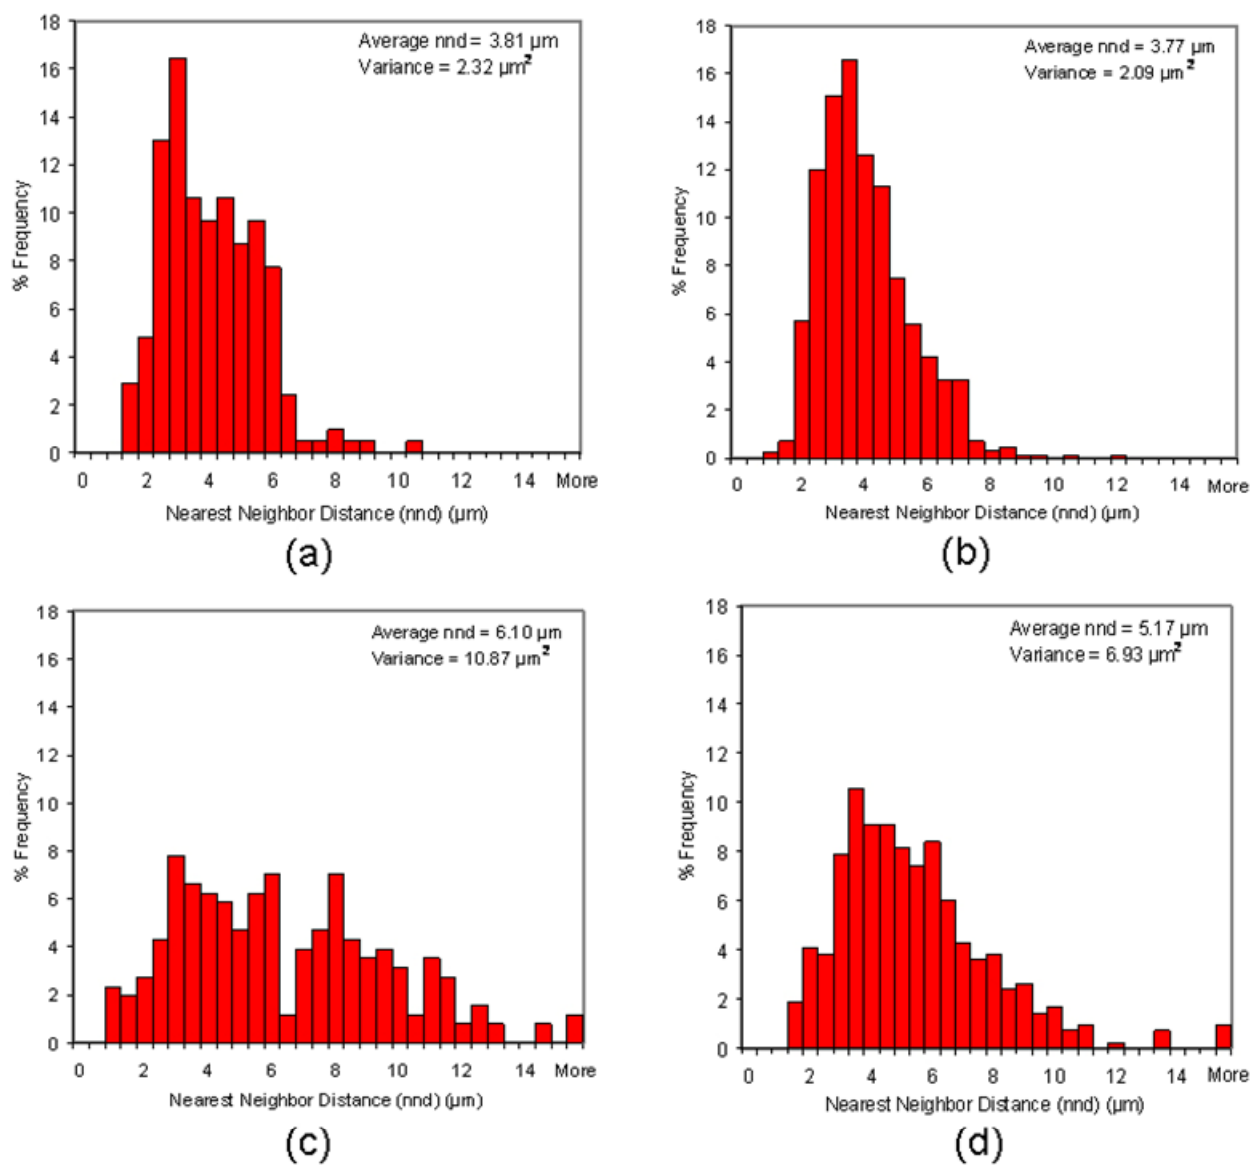 18
16
14
12
10
8
6
4
2
0
% Frequency
Average nnd = 3.81 µm
Variance = 2.32 µm²
0 2 4 6 8 10 12 14 More
Nearest Neighbor Distance (nnd) (µm)
(a)
18
16
14
12
10
8
6
4
2
0
% Frequency
Average nnd = 3.77 µm
Variance = 2.09 µm²
0 2 4 6 8 10 12 14 More
Nearest Neighbor Distance (nnd) (µm)
(b)
18
16
14
12
10
8
6
4
2
0
% Frequency
Average nnd = 6.10 µm
Variance = 10.87 µm²
0 2 4 6 8 10 12 14 More
Nearest Neighbor Distance (nnd) (µm)
(c)
18
16
14
12
10
8
6
4
2
0
% Frequency
Average nnd = 5.17 µm
Variance = 6.93 µm²
0 2 4 6 8 10 12 14 More
Nearest Neighbor Distance (nnd) (µm)
(d)